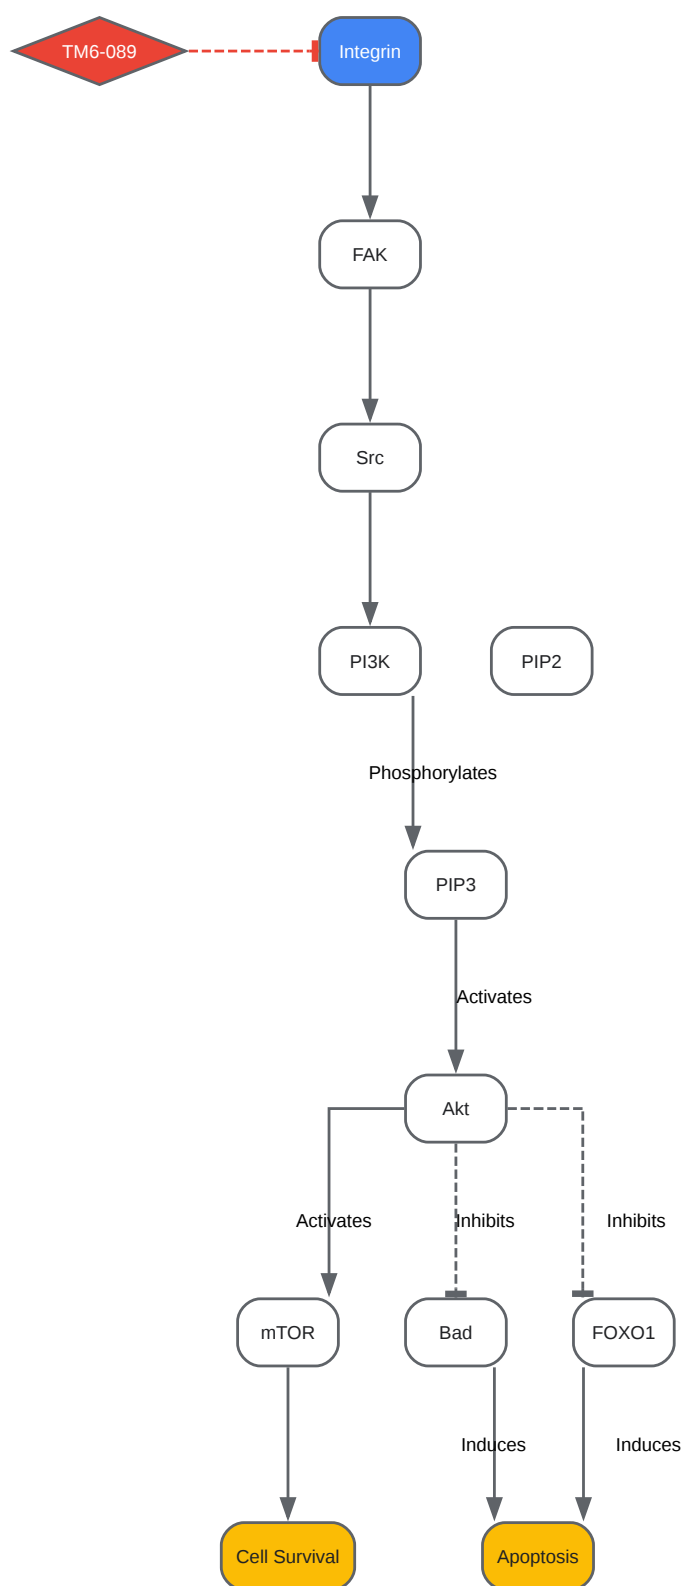 TM6-089
Integrin
FAK
Src
PI3K
PIP2
Phosphorylates
PIP3
Activates
Akt
Activates
Inhibits
Inhibits
mTOR
Bad
FOXO1
Induces
Induces
Cell Survival
Apoptosis